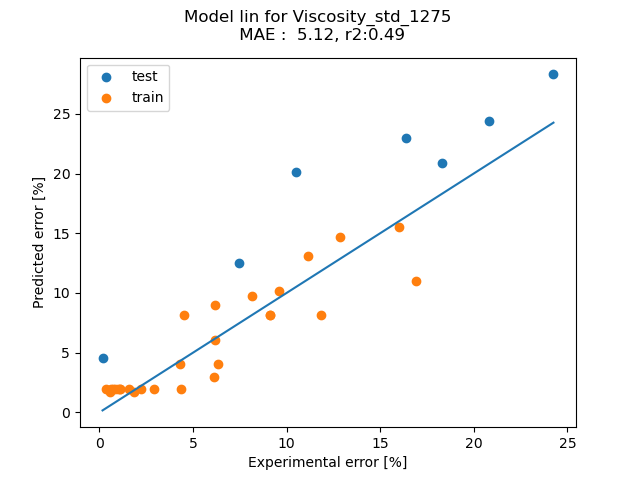 Model lin for Viscosity_std_1275
MAE :  5.12, r2:0.49
test
train
25
20
15
10
5
0
Predicted error [%]
0
5
10
15
20
25
Experimental error [%]